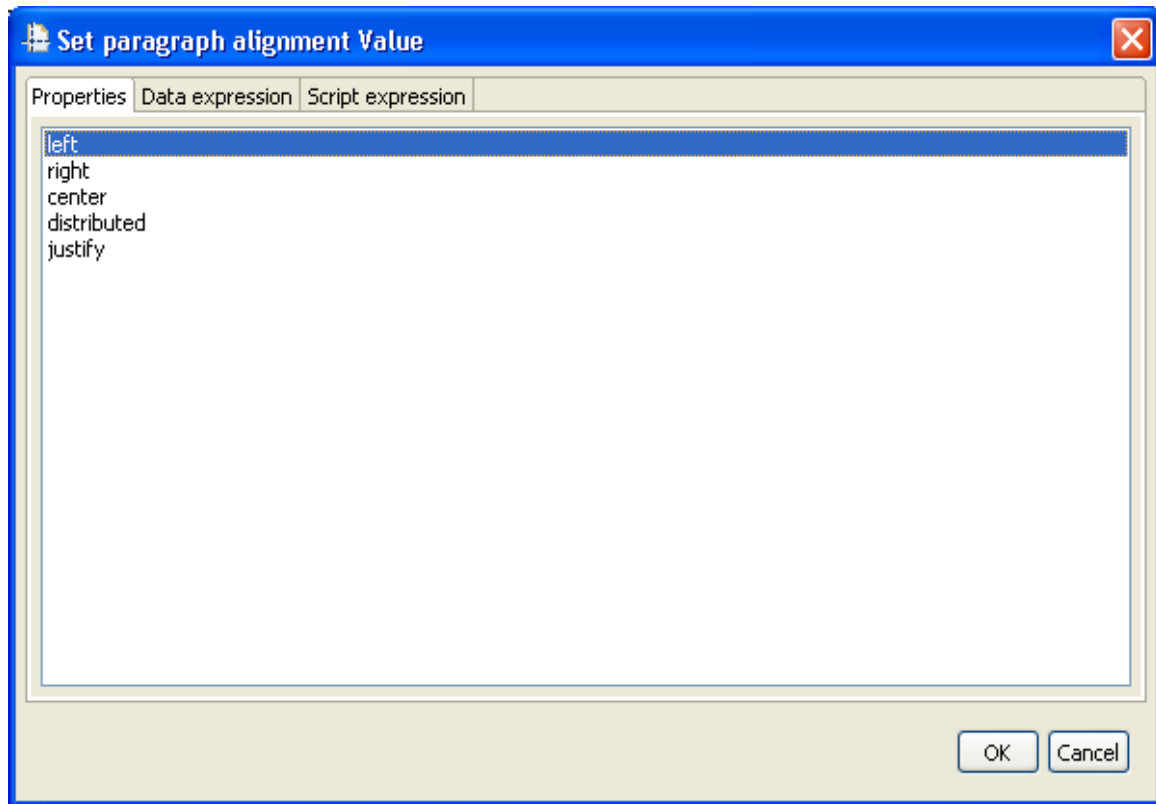 Set paragraph alignment Value
Properties Data expression Script expression
left
right
center
distributed
justify
OK Cancel